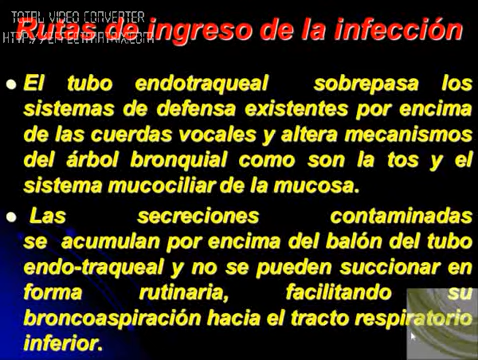 TOTAL VIDEO CONVERTER
HTTP://EFFECTMATRIX.COM
Rutas de ingreso de la infección
El tubo endotraqueal sobrepasa los
sistemas de defensa existentes por encima
de las cuerdas vocales y altera mecanismos
del árbol bronquial como son la tos y el
sistema mucociliar de la mucosa.
Las secreciones contaminadas
se acumulan por encima del balón del tubo
endo-traqueal y no se pueden succionar en
forma rutinaria, facilitando su
broncoaspiración hacia el tracto respiratorio
inferior.